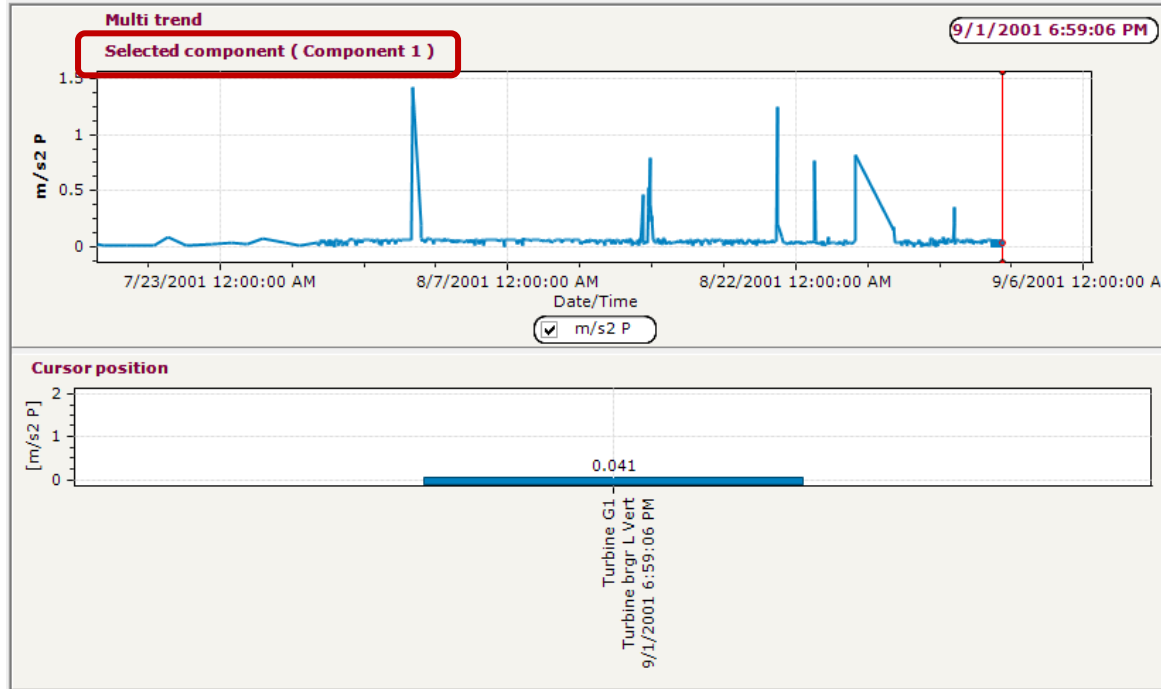 Multi trend
9/1/2001 6:59:06 PM
Selected component ( Component 1 )
1.5
1
0.5
0
m/s2 P
7/23/2001 12:00:00 AM 8/7/2001 12:00:00 AM 8/22/2001 12:00:00 AM 9/6/2001 12:00:00 A
Date/Time
m/s2 P
Cursor position
2
1
0
[m/s2 P]
0.041
Turbine G1
Turbine brgr L Vert
9/1/2001 6:59:06 PM